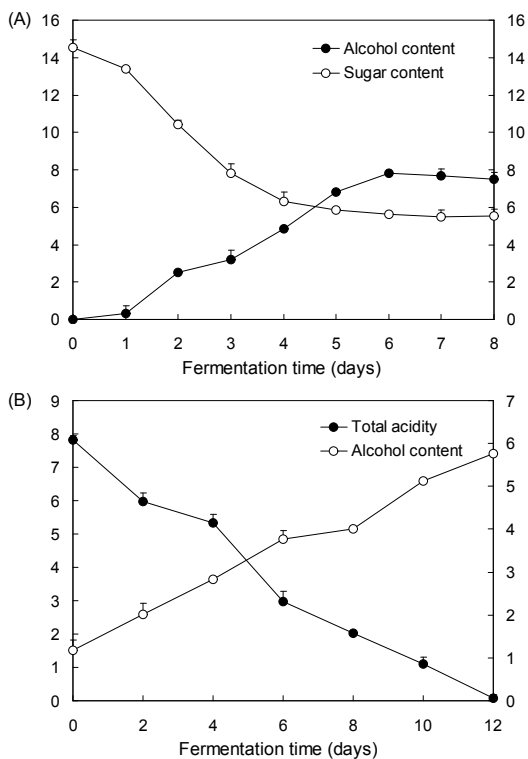 (A)
16 16
Alcohol content
14 14
Sugar content
12 12
10 10
8 8
6 6
4 4
2 2
0 0
0 1 2 3 4 5 6 7 8
Fermentation time (days)
(B)
9 7
Total acidity
8
6
Alcohol content
7
5
6
5 4
4
3
3
2
2
1
1
0 0
0 2 4 6 8 10 12
Fermentation time (days)